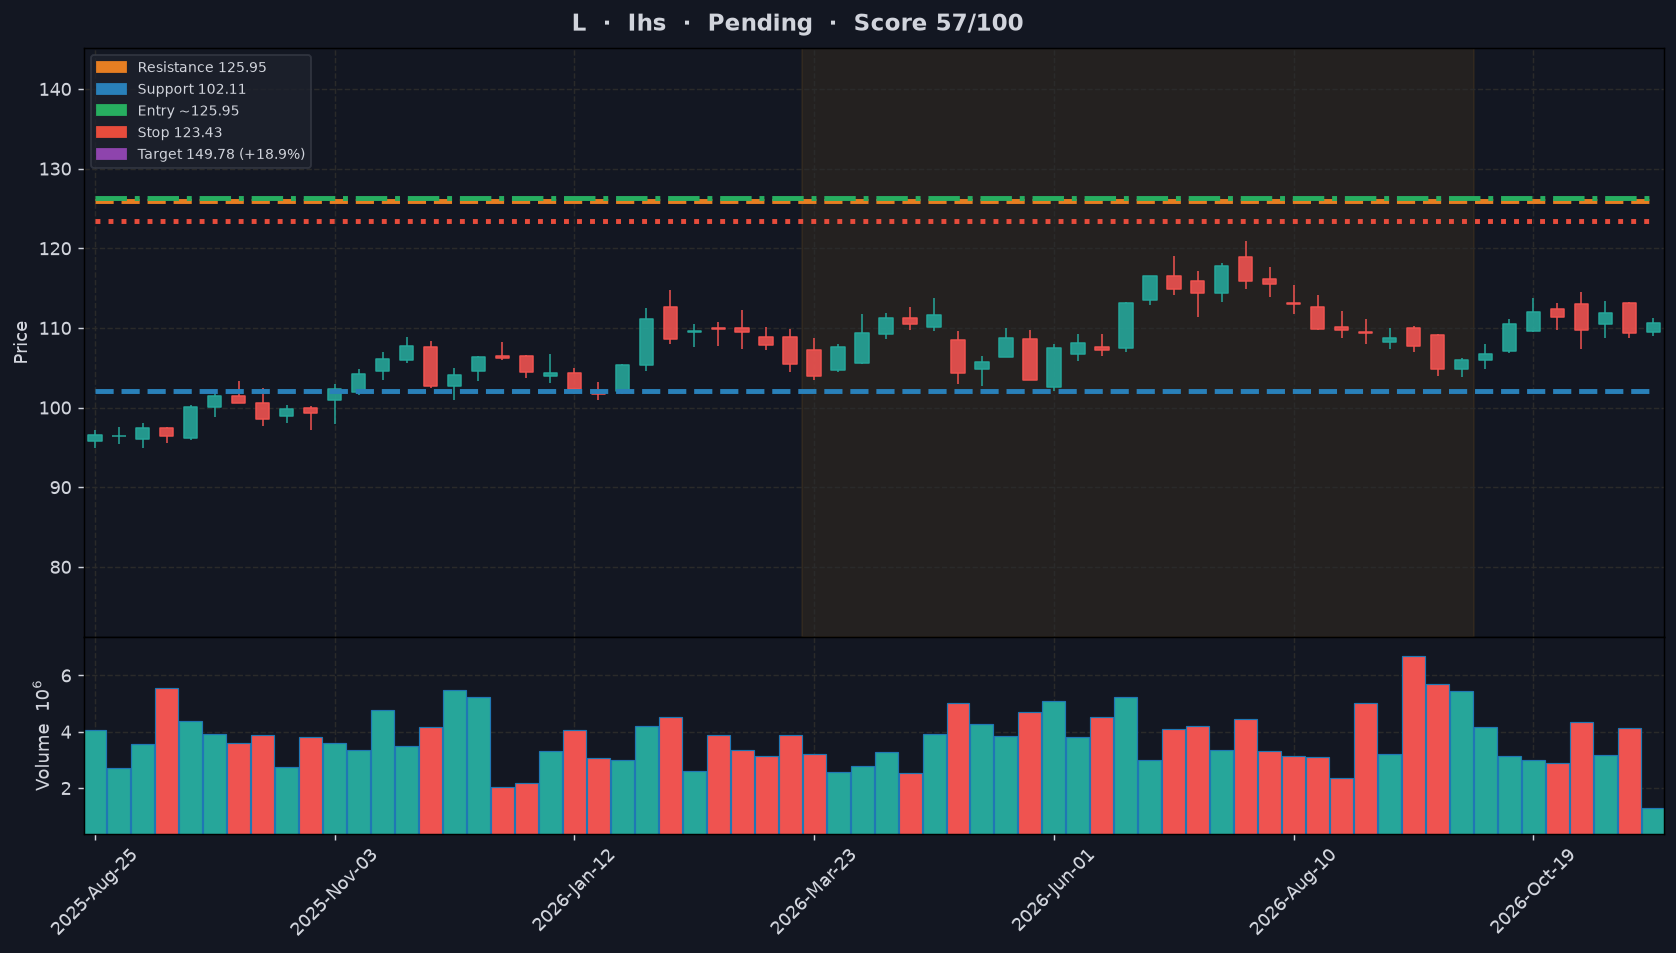 L · Ihs · Pending · Score 57/100
Resistance 125.95
Support 102.11
Entry ~125.95
Stop 123.43
Target 149.78 (+18.9%)
Price
140
130
120
110
100
90
80
Volume 10⁶
6
4
2
2025-Aug-25
2025-Nov-03
2026-Jan-12
2026-Mar-23
2026-Jun-01
2026-Aug-10
2026-Oct-19